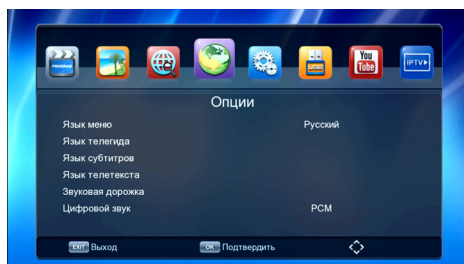 PROGRAM
USB
You
Tube
IPTV
Опции
Язык меню Русский
Язык телегида
Язык субтитров
Язык телетекста
Звуковая дорожка
Цифровой звук PCM
EXIT Выход OK Подтвердить